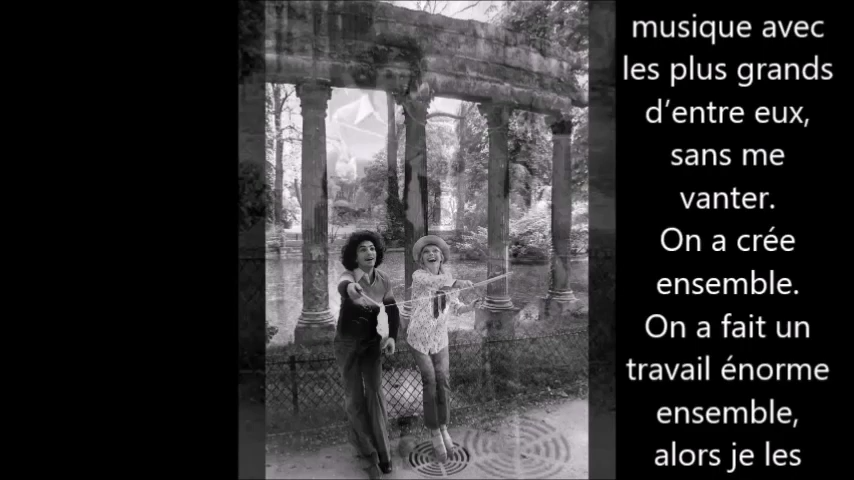 musique avec
les plus grands
d’entre eux,
sans me
vanter.
On a crée
ensemble.
On a fait un
travail énorme
ensemble,
alors je les